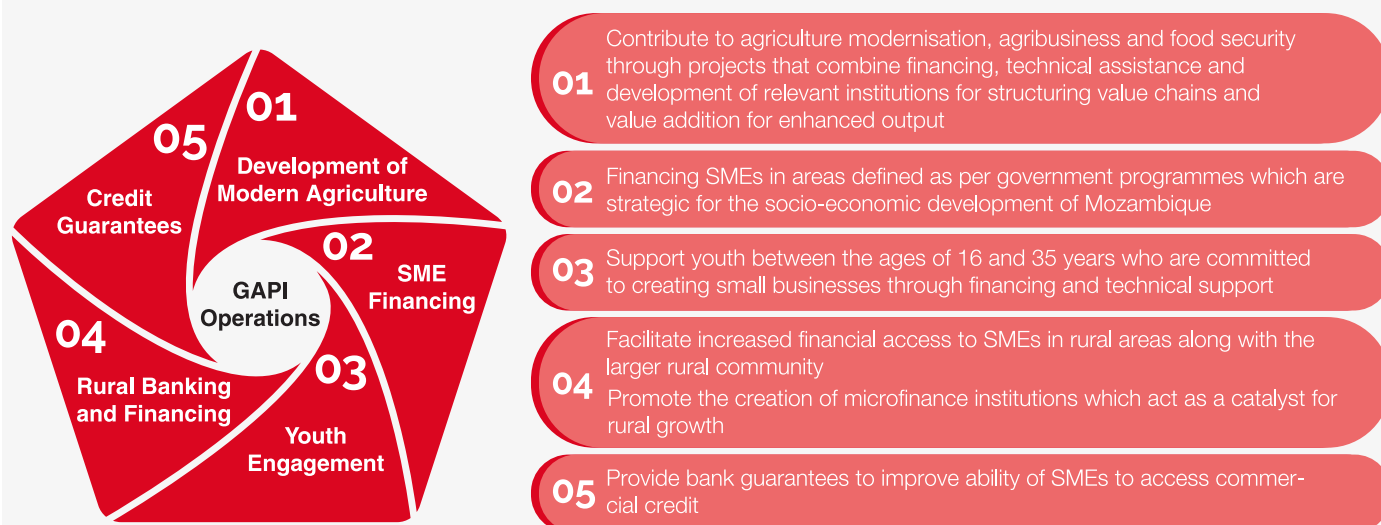 01
Development of
Modern Agriculture
02
SME
Financing
03
Youth
Engagement
04
Rural Banking
and Financing
05
Credit
Guarantees
GAPI
Operations
01
Contribute to agriculture modernisation, agribusiness and food security
through projects that combine financing, technical assistance and
development of relevant institutions for structuring value chains and
value addition for enhanced output
02
Financing SMEs in areas defined as per government programmes which are
strategic for the socio-economic development of Mozambique
03
Support youth between the ages of 16 and 35 years who are committed
to creating small businesses through financing and technical support
04
Facilitate increased financial access to SMEs in rural areas along with the
larger rural community
Promote the creation of microfinance institutions which act as a catalyst for
rural growth
05
Provide bank guarantees to improve ability of SMEs to access commer-
cial credit